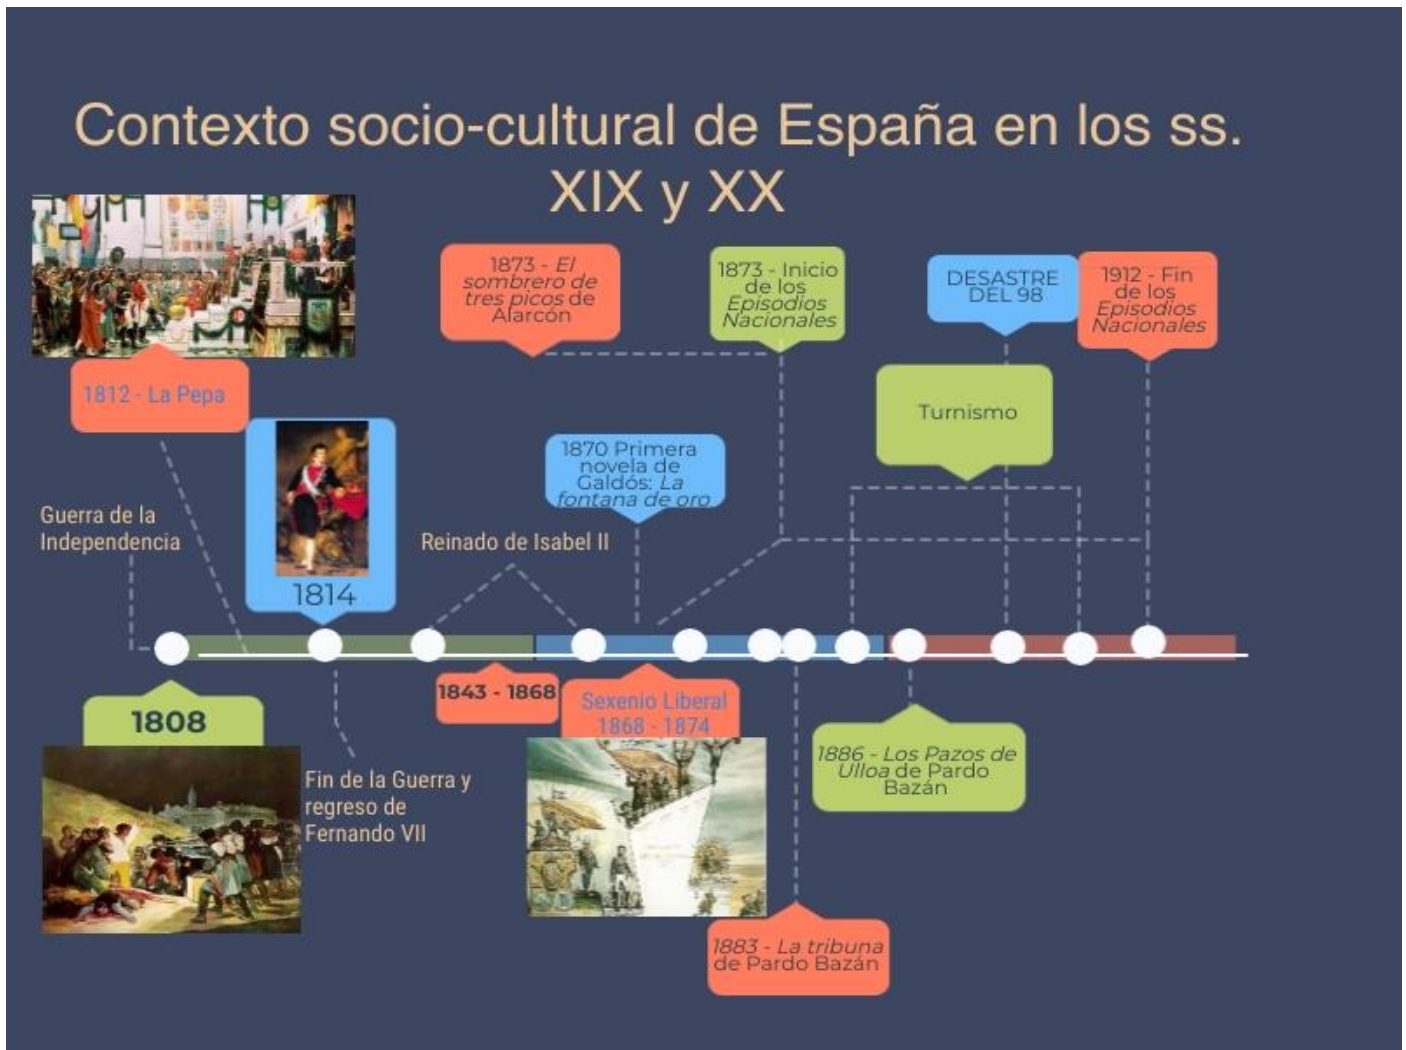 Contexto socio-cultural de España en los ss.
XIX y XX
1873 - El
sombrero de
tres picos de
Alarcón
1873 - Inicio
de los
Episodios
Nacionales
DESASTRE
DEL 98
1912 - Fin
de los
Episodios
Nacionales
1812 - La Pepa
Turnismo
1870 Primera
novela de
Galdós: La
fontana de oro
Guerra de la
Independencia
Reinado de Isabel II
1814
1843 - 1868
Sexenio Liberal
1868 - 1874
1808
Fin de la Guerra y
regreso de
Fernando VII
1886 - Los Pazos de
Ulloa de Pardo
Bazán
1883 - La tribuna
de Pardo Bazán